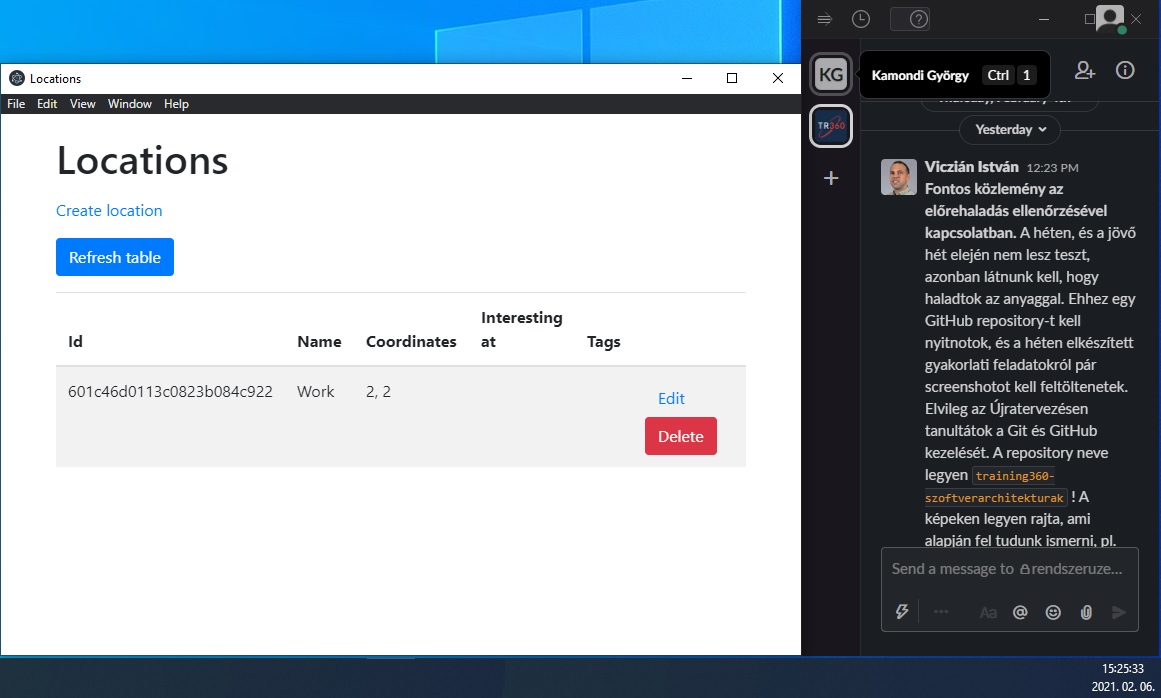 Locations
File Edit View Window Help
Locations
Create location
Refresh table
Id Name Coordinates Interesting at Tags
601c46d0113c0823b084c922 Work 2, 2 Edit
Delete
KG
Kamondi György Ctrl 1
TR360
Yesterday
Viczián István 12:23 PM
Fontos közlemény az
előrehaladás ellenőrzésével
kapcsolatban. A héten, és a jövő
hét elején nem lesz teszt,
azonban látnunk kell, hogy
haladtok az anyaggal. Ehhez egy
GitHub repository-t kell
nyitnotok, és a héten elkészített
gyakorlati feladatokról pár
screenshotot kell feltöltenetek.
Elvileg az Újratervezésen
tanultátok a Git és GitHub
kezelését. A repository neve
legyen training360-
szoftverarchitekturak ! A
képeken legyen rajta, ami
alapján fel tudunk ismerni, pl.
Send a message to rendszeruze...
Aa @
15:25:33
2021. 02. 06.